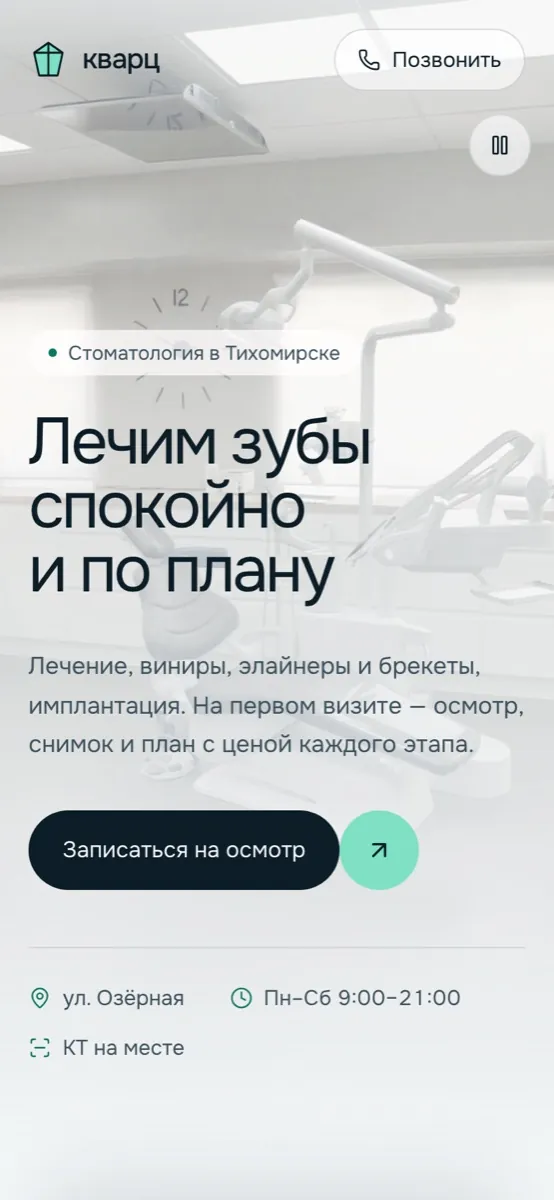 кварц
Позвонить
12
Стоматология в Тихомирске
Лечим зубы
спокойно
и по плану
Лечение, виниры, элайнеры и брекеты,
имплантация. На первом визите — осмотр,
снимок и план с ценой каждого этапа.
Записаться на осмотр
ул. Озёрная
Пн–Сб 9:00–21:00
КТ на месте